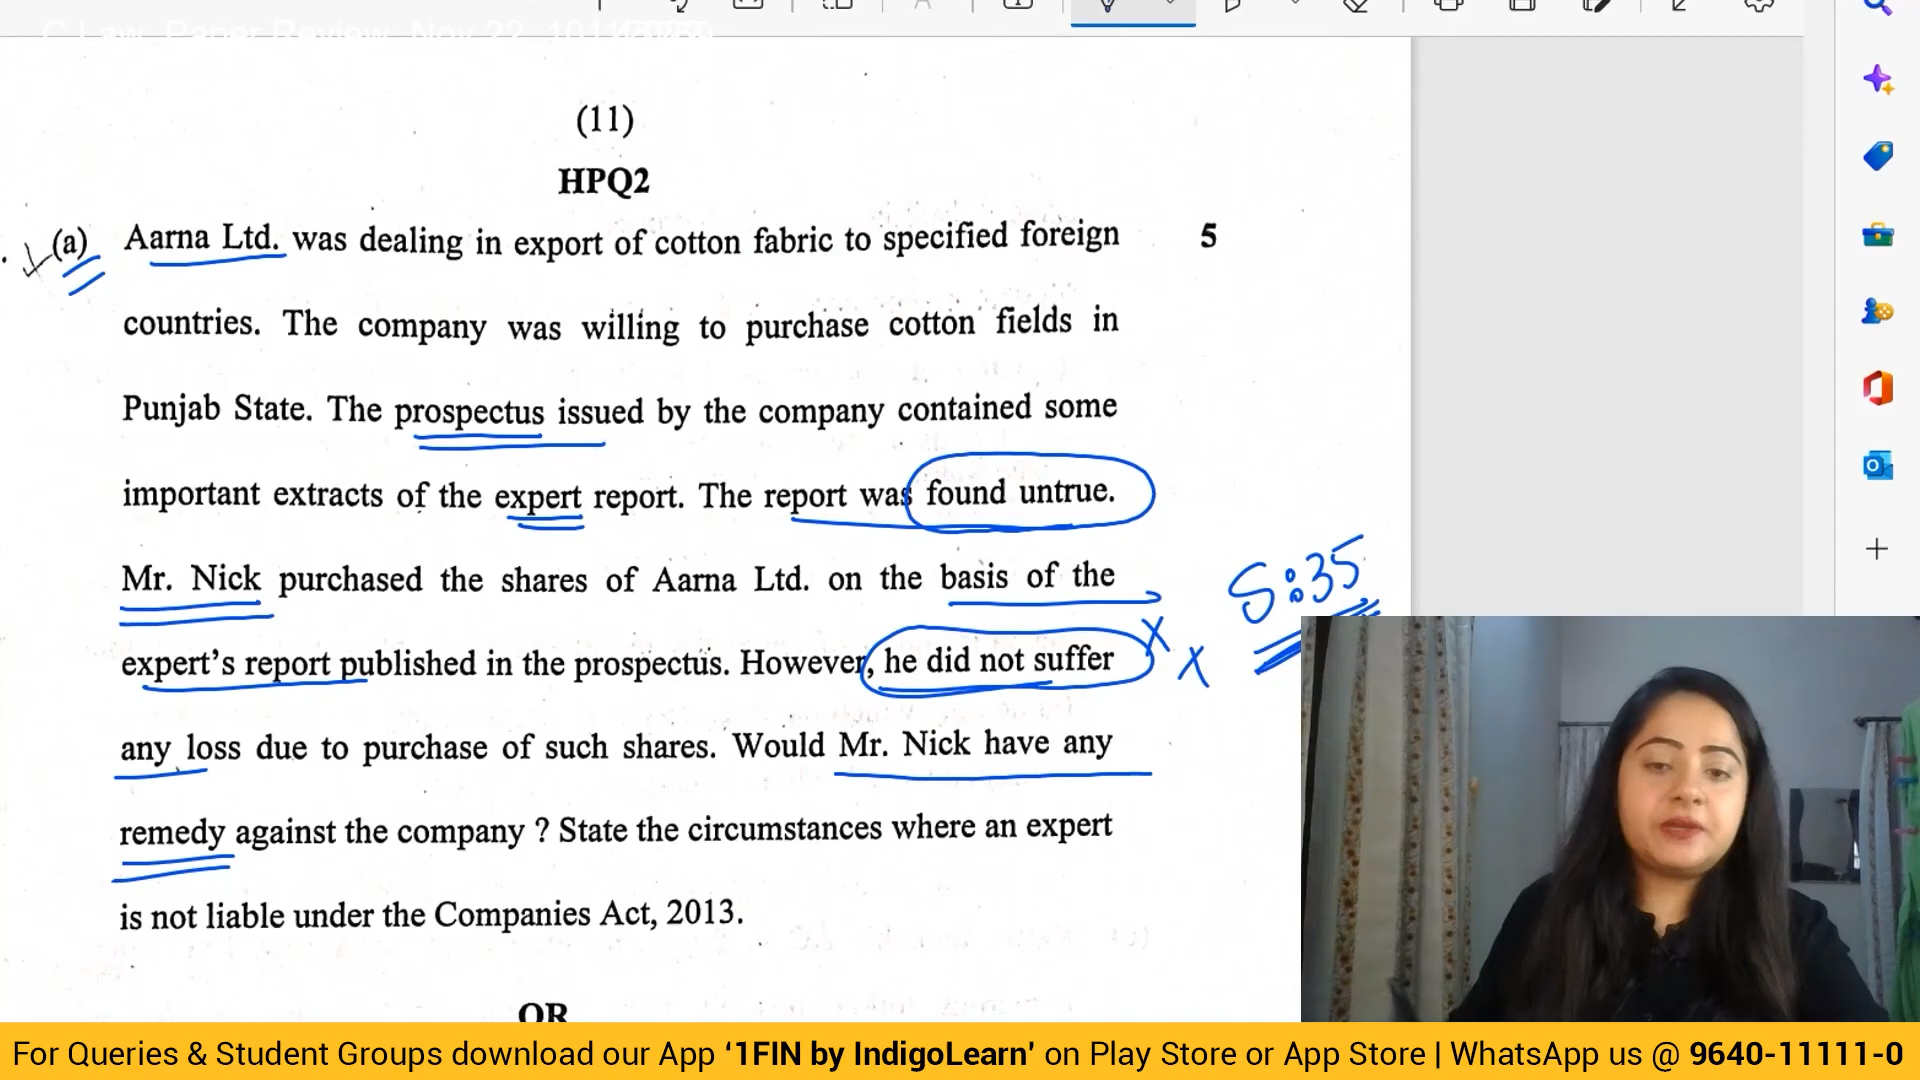 C Law Paper Review Nov 22
(11)
HPQ2
(a) Aarna Ltd. was dealing in export of cotton fabric to specified foreign 5
countries. The company was willing to purchase cotton fields in
Punjab State. The prospectus issued by the company contained some
important extracts of the expert report. The report was found untrue.
Mr. Nick purchased the shares of Aarna Ltd. on the basis of the
S:35
expert's report published in the prospectus. However, he did not suffer
x x
any loss due to purchase of such shares. Would Mr. Nick have any
remedy against the company ? State the circumstances where an expert
is not liable under the Companies Act, 2013.
OR
For Queries & Student Groups download our App '1FIN by IndigoLearn' on Play Store or App Store | WhatsApp us @ 9640-11111-0